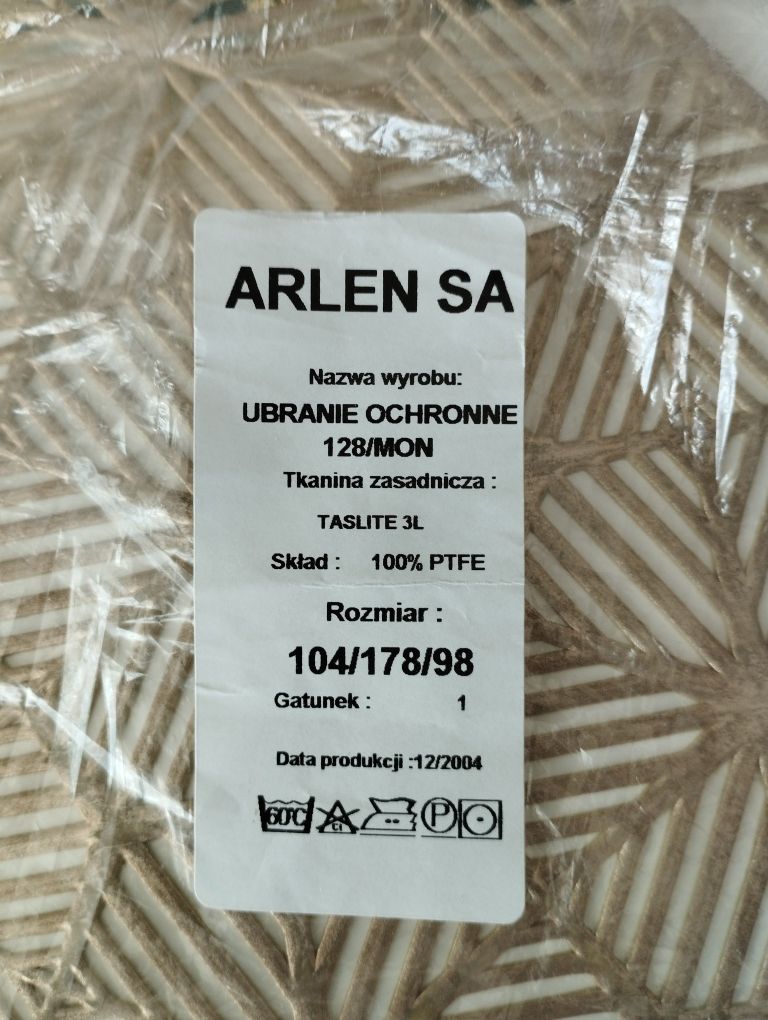 ARLEN SA
Nazwa wyrobu:
UBRANIE OCHRONNE
128/MON
Tkanina zasadnicza :
TASLITE 3L
Skład : 100% PTFE
Rozmiar :
104/178/98
Gatunek : 1
Data produkcji :12/2004
60°C Cl P